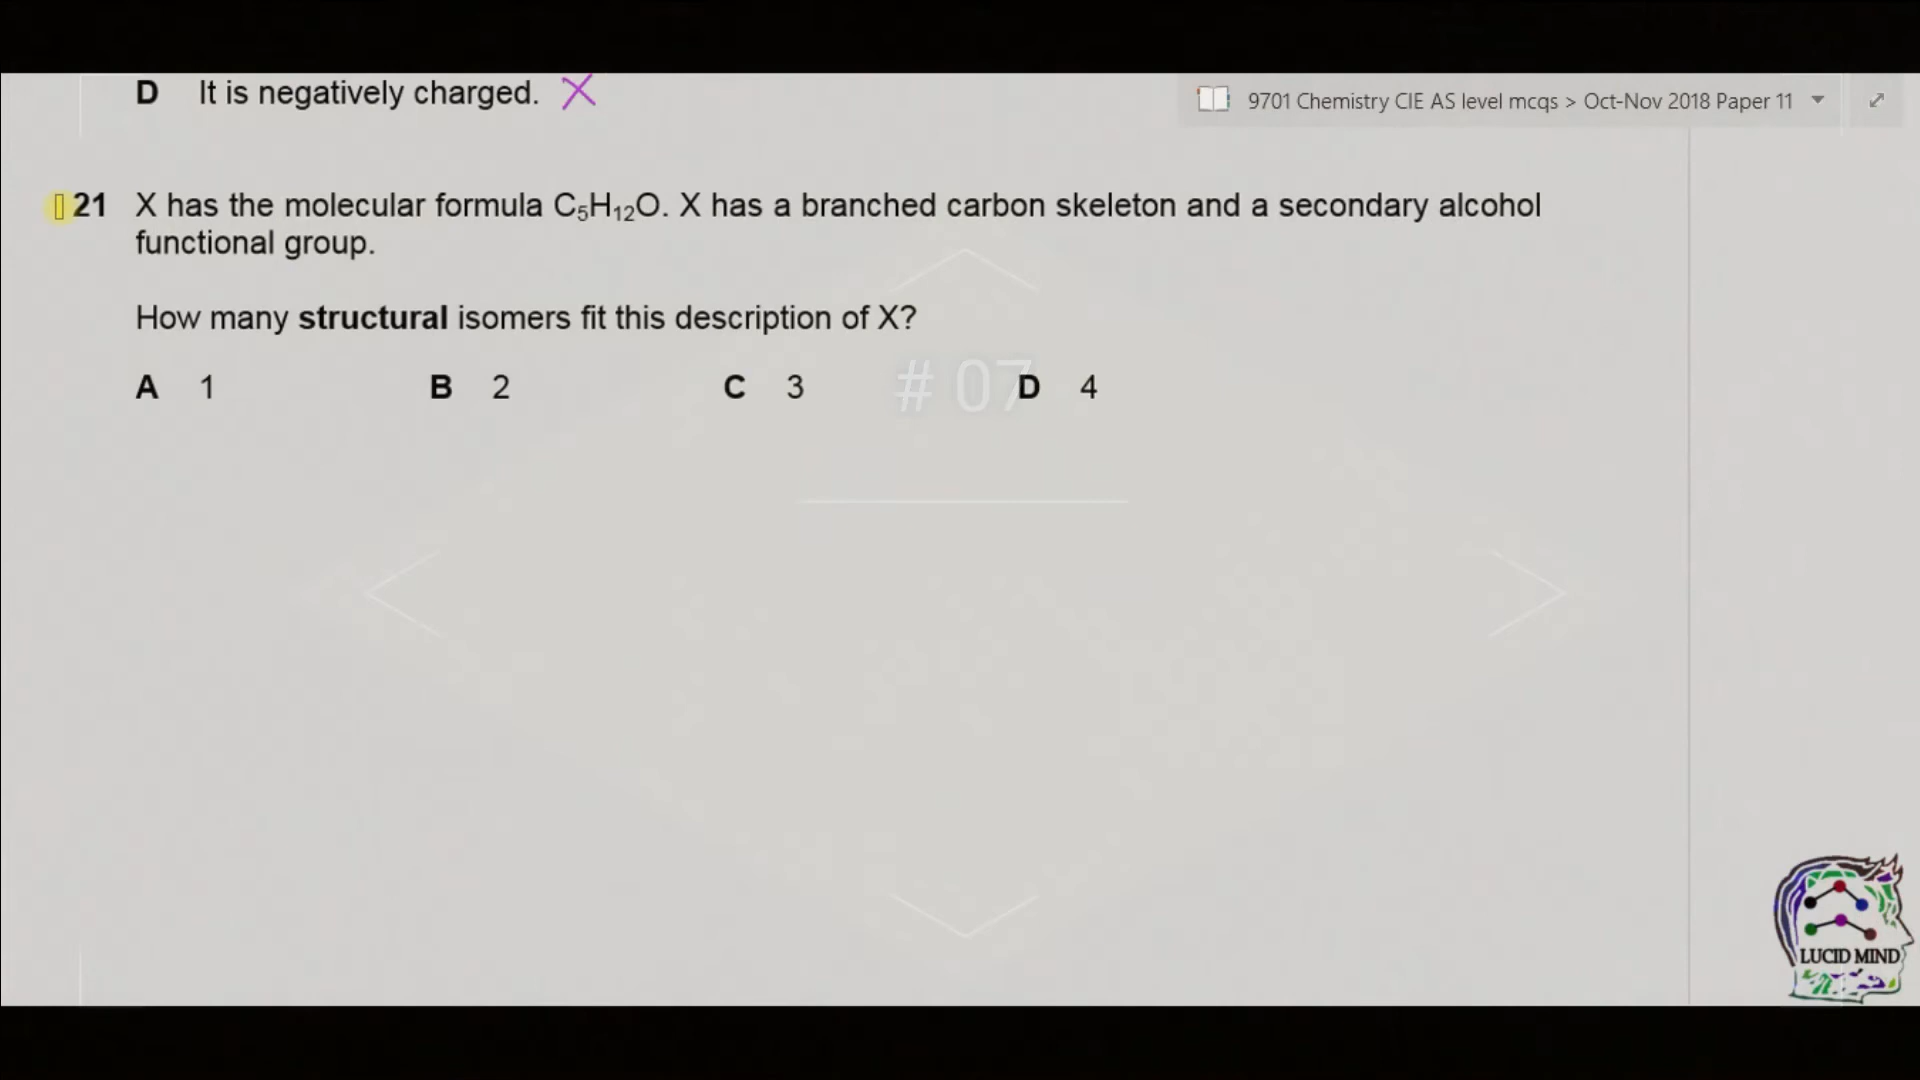 D It is negatively charged.
9701 Chemistry CIE AS level mcqs > Oct-Nov 2018 Paper 11
21 X has the molecular formula C₅H₁₂O. X has a branched carbon skeleton and a secondary alcohol
functional group.
How many structural isomers fit this description of X?
A 1 B 2 C 3 D 4
# 07
LUCID MIND